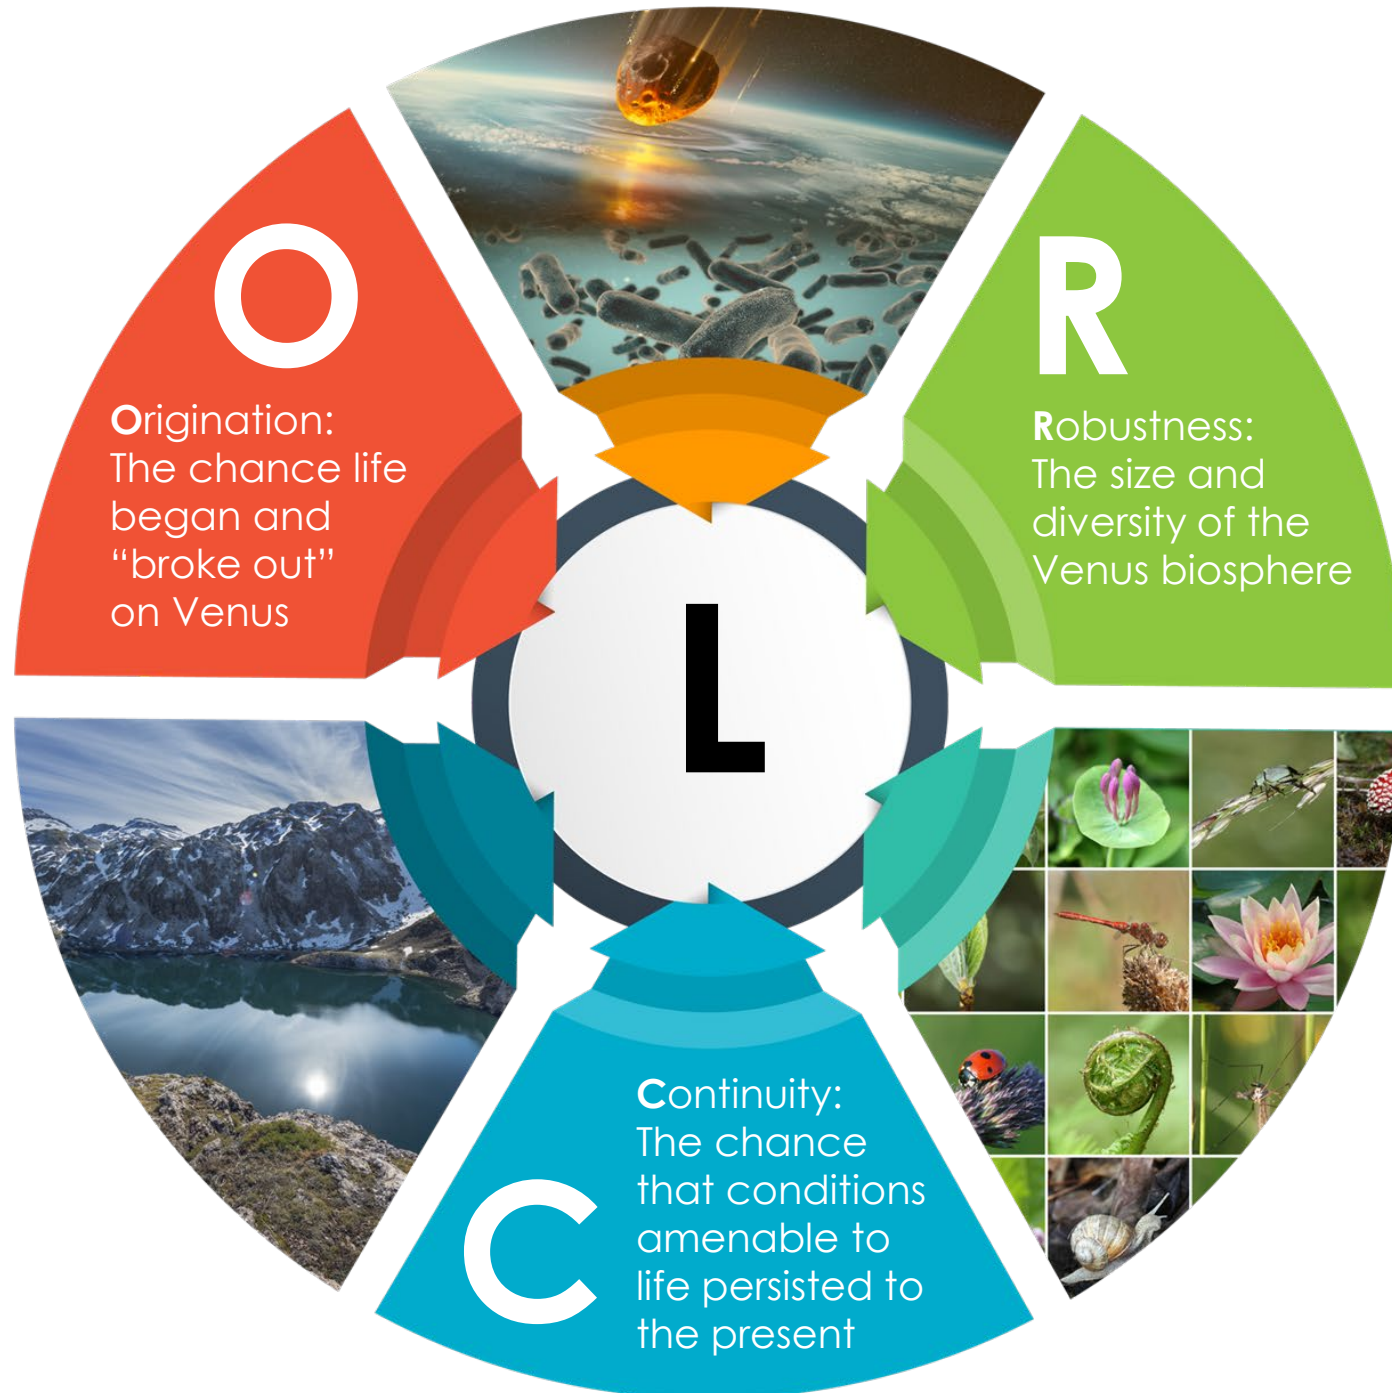 O
Origination:
The chance life
began and
“broke out”
on Venus
R
Robustness:
The size and
diversity of the
Venus biosphere
L
C
Continuity:
The chance
that conditions
amenable to
life persisted to
the present